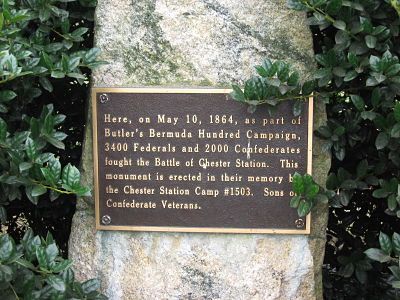 Here, on May 10, 1864, as part of
Butler's Bermuda Hundred Campaign,
3400 Federals and 2000 Confederates
fought the Battle of Chester Station. This
monument is erected in their memory b
the Chester Station Camp #1503. Sons o
Confederate Veterans.